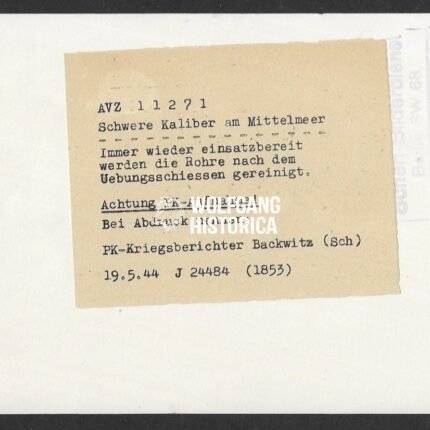 AVZ 11271
Schwere Kaliber am Mittelmeer
Immer wieder einsatzbereit
werden die Rohre nach dem
Uebungsschiessen gereinigt.
Achtung
Bei Abdruck
PK-Kriegsberichter Backwitz (Sch)
19.5.44 J 24484 (1853)
WOLFGANG
HISTORICA